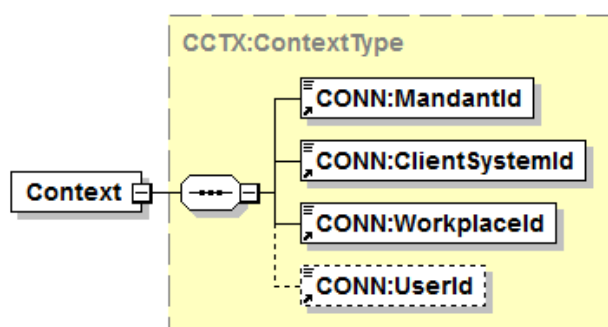 CCTX:ContextType
CONN:MandantId
CONN:ClientSystemId
Context
CONN:WorkplaceId
CONN:UserId